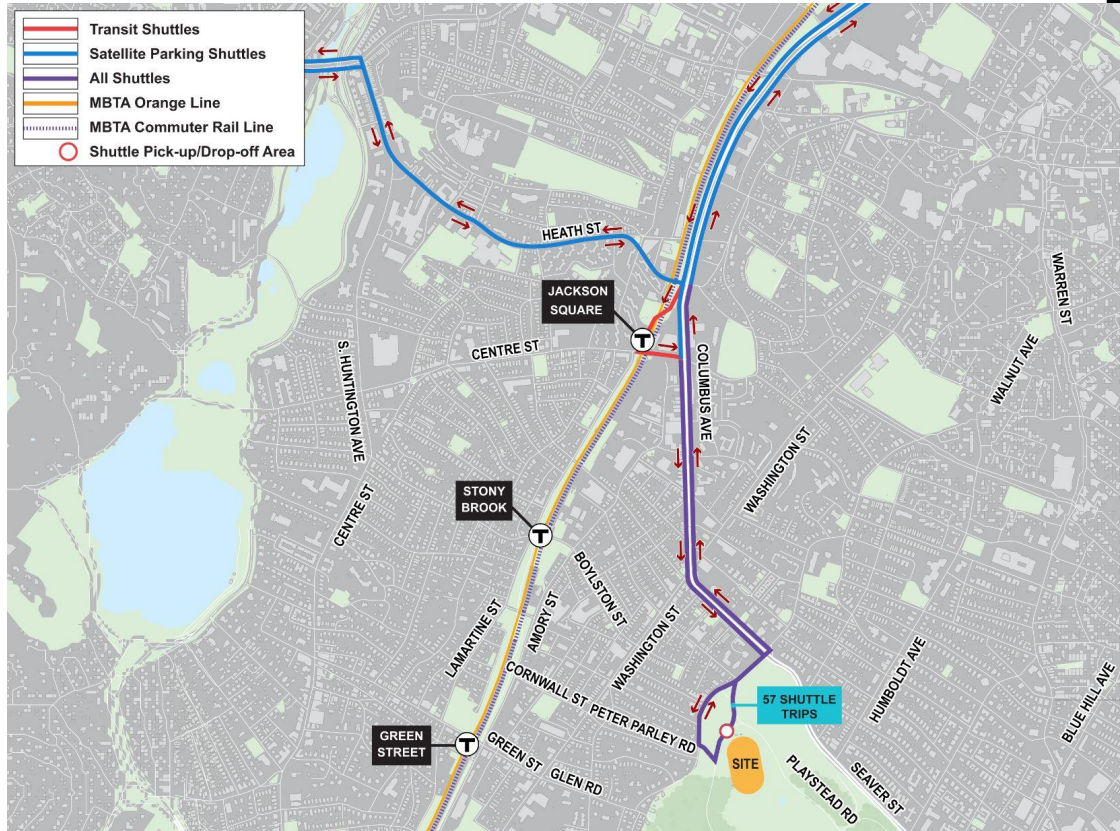 Transit Shuttles
Satellite Parking Shuttles
All Shuttles
MBTA Orange Line
MBTA Commuter Rail Line
Shuttle Pick-up/Drop-off Area
HEATH ST
WARREN ST
JACKSON
SQUARE
T
CENTRE ST
S. HUNTINGTON AVE
COLUMBUS AVE
WALNUT AVE
WASHINGTON ST
STONY
BROOK
T
CENTRE ST
BOYLSTON ST
LAMARTINE ST
AMORY ST
WASHINGTON ST
HUMBOLDT AVE
BLUE HILL AVE
CORNWALL ST
PETER PARLEY RD
57 SHUTTLE
TRIPS
GREEN
STREET
T
GREEN ST
GLEN RD
SITE
PLAYSTEAD RD
SEAVER ST